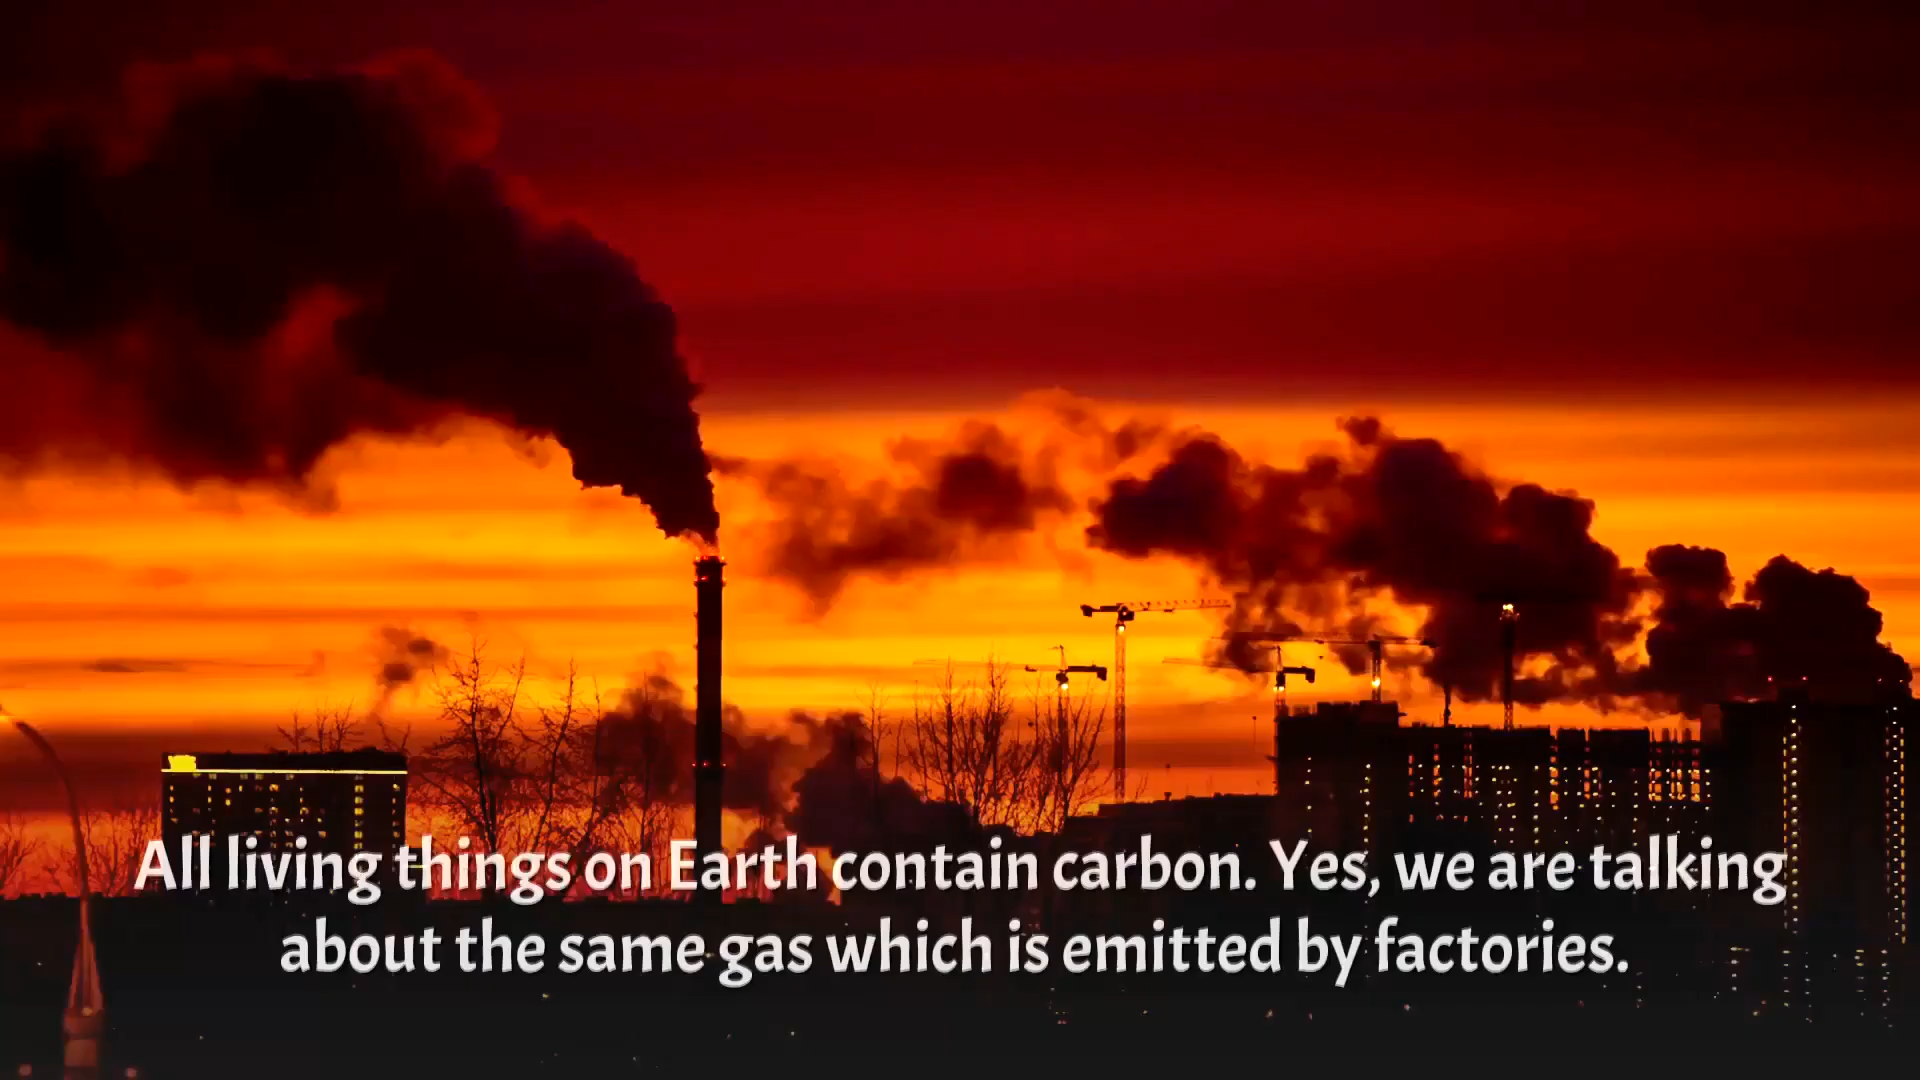 All living things on Earth contain carbon. Yes, we are talking
about the same gas which is emitted by factories.